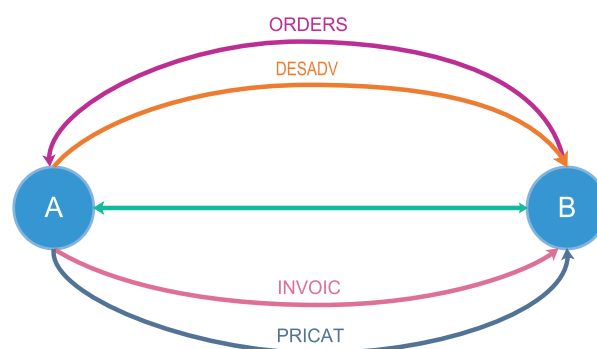 ORDERS
DESADV
A
B
INVOIC
PRICAT